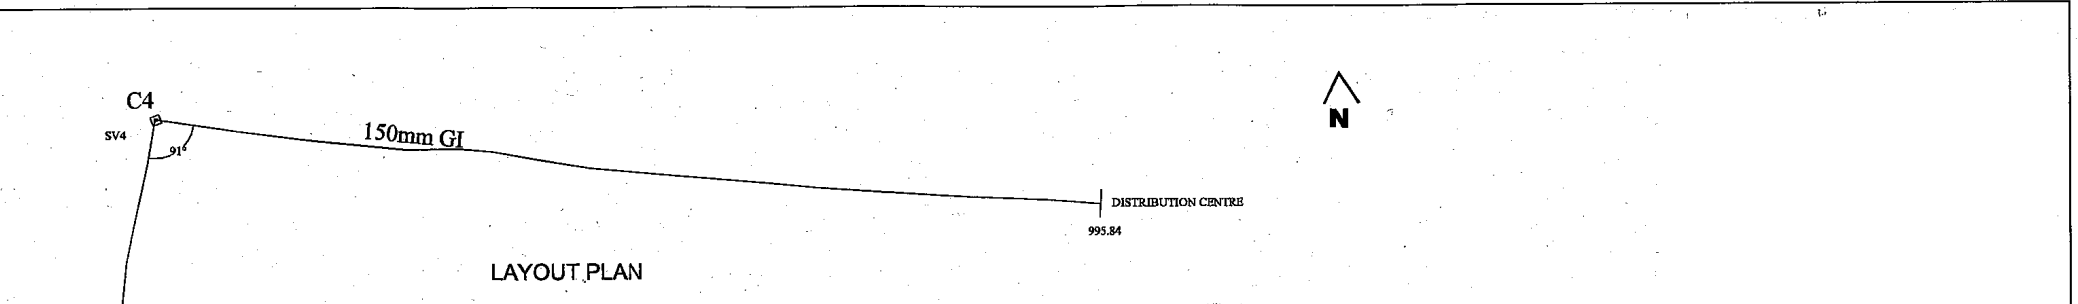 C4
SV4
91°
150mm GI
N
DISTRIBUTION CENTRE
995.84
LAYOUT PLAN